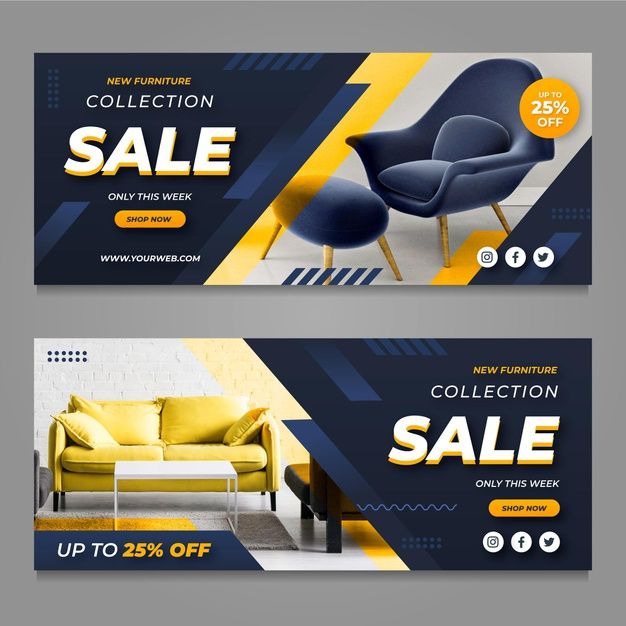 NEW FURNITURE
COLLECTION
SALE
ONLY THIS WEEK
SHOP NOW
WWW.YOURWEB.COM
UP TO
25%
OFF
NEW FURNITURE
COLLECTION
SALE
ONLY THIS WEEK
SHOP NOW
UP TO 25% OFF